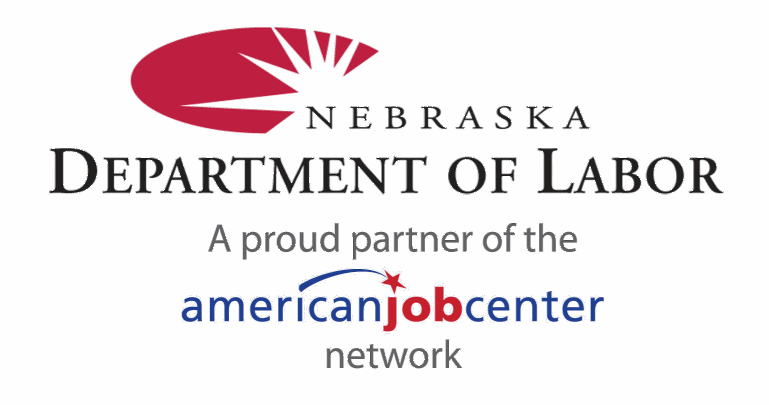 NEBRASKA
DEPARTMENT OF LABOR
A proud partner of the
americanjobcenter
network